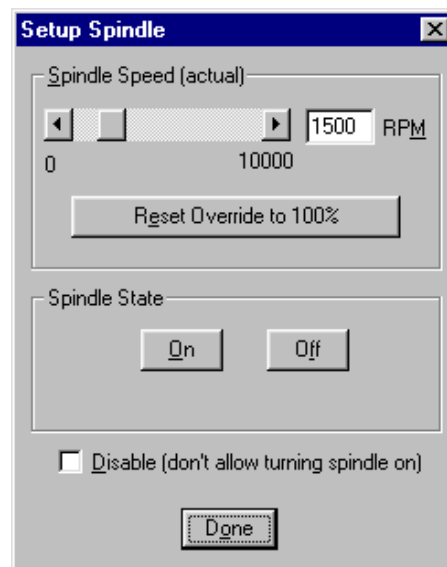 Setup Spindle
Spindle Speed (actual)
1500 RPM
0 10000
Reset Override to 100%
Spindle State
On Off
Disable (don't allow turning spindle on)
Done